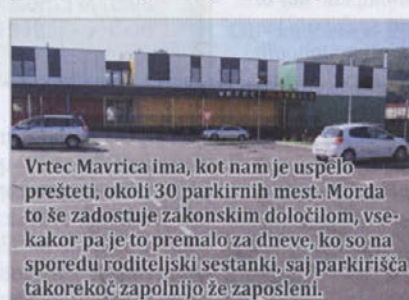 VRTEC
Vrtec Mavrica ima, kot nam je uspelo
prešteti, okoli 30 parkirnih mest. Morda
to še zadostuje zakonskim določilom, vse-
kakor pa je to premalo za dneve, ko so na
sporedu roditeljski sestanki, saj parkirišča
takorekoč zapolnijo že zaposleni.